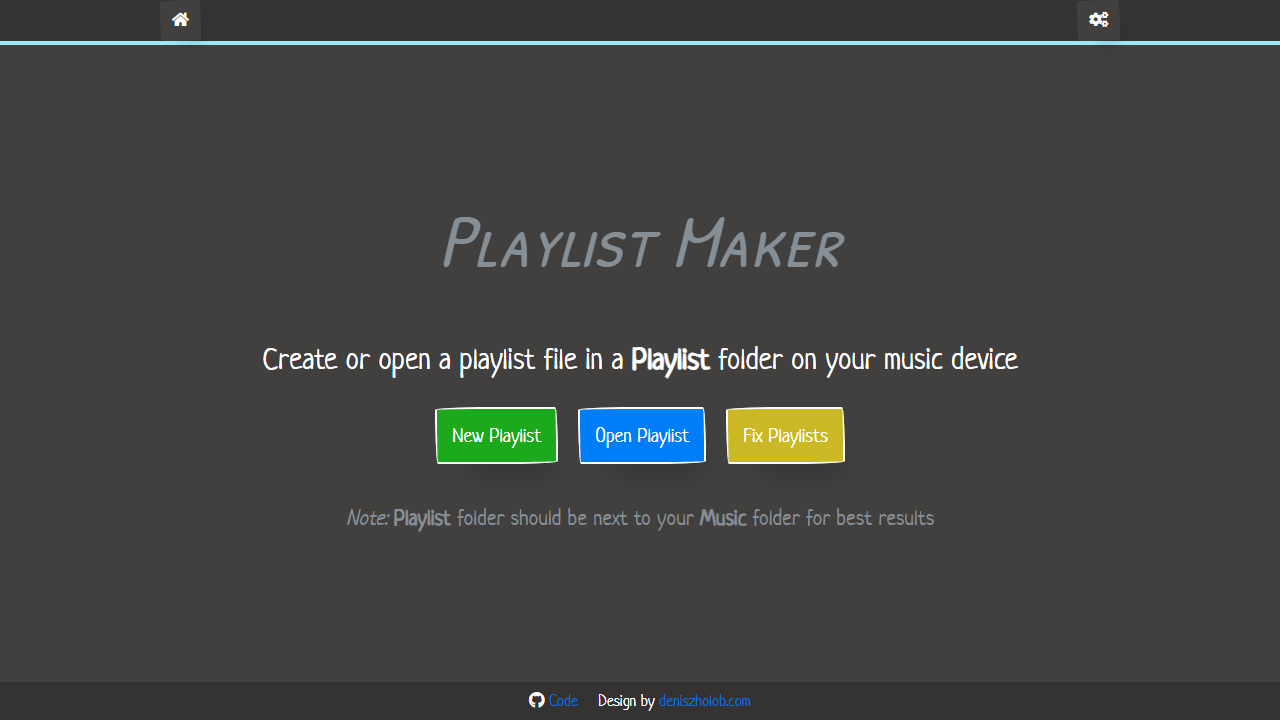 Playlist Maker
Create or open a playlist file in a Playlist folder on your music device
New Playlist
Open Playlist
Fix Playlists
Note: Playlist folder should be next to your Music folder for best results
Code Design by deniszholob.com